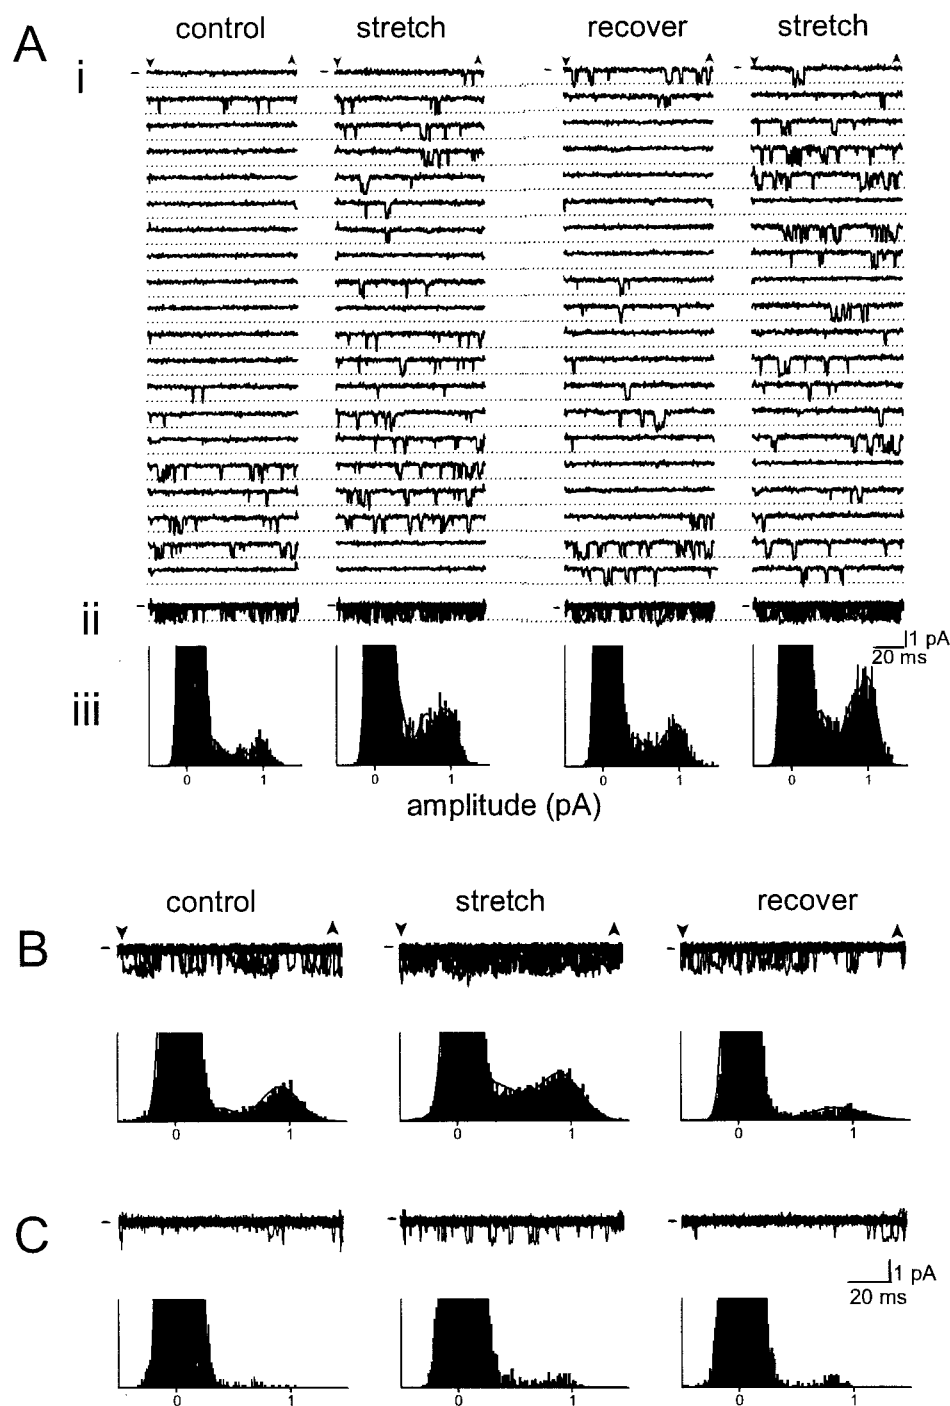 A
control stretch recover stretch
i
ii
1 pA
20 ms
iii
0 1 0 1 0 1 0 1
amplitude (pA)
control stretch recover
B
0 1 0 1 0 1
C
1 pA
20 ms
0 1 0 1 0 1